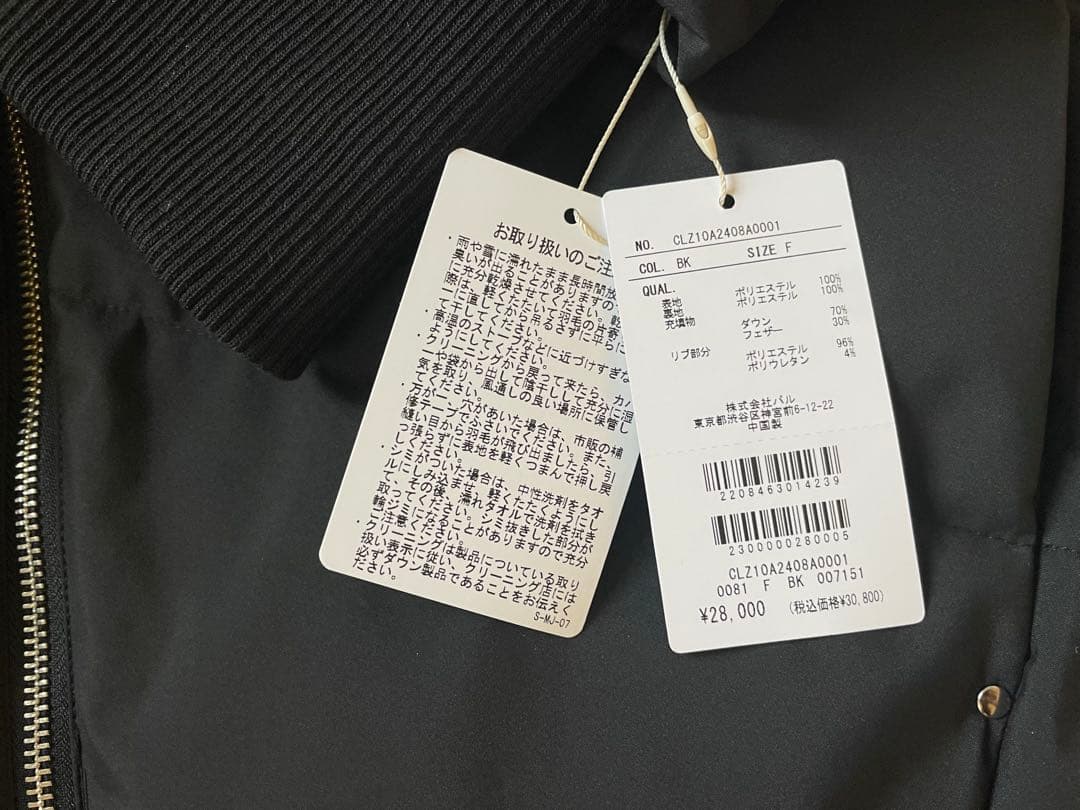 お取り扱いのご注
・雨や雪に濡れたまま長時間放
臭いが出ることがありますの
に充分乾燥させてください。乾
際は、軽くたたいて羽毛の片寄
に直してから吊るさずに平らに
て干してください。
・高温のストーブなどに近づけすぎな
ようにしてください。
・クリーニングから戻って来たら、カバ
ーや袋から出して陰干しして充分に湿
気を取り、風通しの良い場所に保管し
てください。
・万が一、穴があいた場合は、市販の補
修テープでふさいでください。また、
縫い目から羽毛が飛び出ましたら、引
っ張らずに表地を軽くつまんで押し戻
してください。
・シミがついた場合は、中性洗剤をタオ
ルにしみ込ませ、軽くたたくようにし
て、その後、濡れタオルで洗剤を拭き
取ってください。シミ抜きした部分が
輪ジミになることがありますので充分
ご注意ください。
・クリーニングは製品についている取り
扱い表示に従い、クリーニング店には
必ずダウン製品であることをお伝えく
ださい。
S-MJ-07
NO. CLZ10A2408A0001
COL. BK SIZE F
QUAL.
表地 ポリエステル 100%
裏地 ポリエステル 100%
充填物 ダウン 70%
フェザー 30%
リブ部分 ポリエステル 96%
ポリウレタン 4%
株式会社パル
東京都渋谷区神宮前6-12-22
中国製
2208463014239
2300000280005
CLZ10A2408A0001
0081 F BK 007151
¥28,000 (税込価格¥30,800)